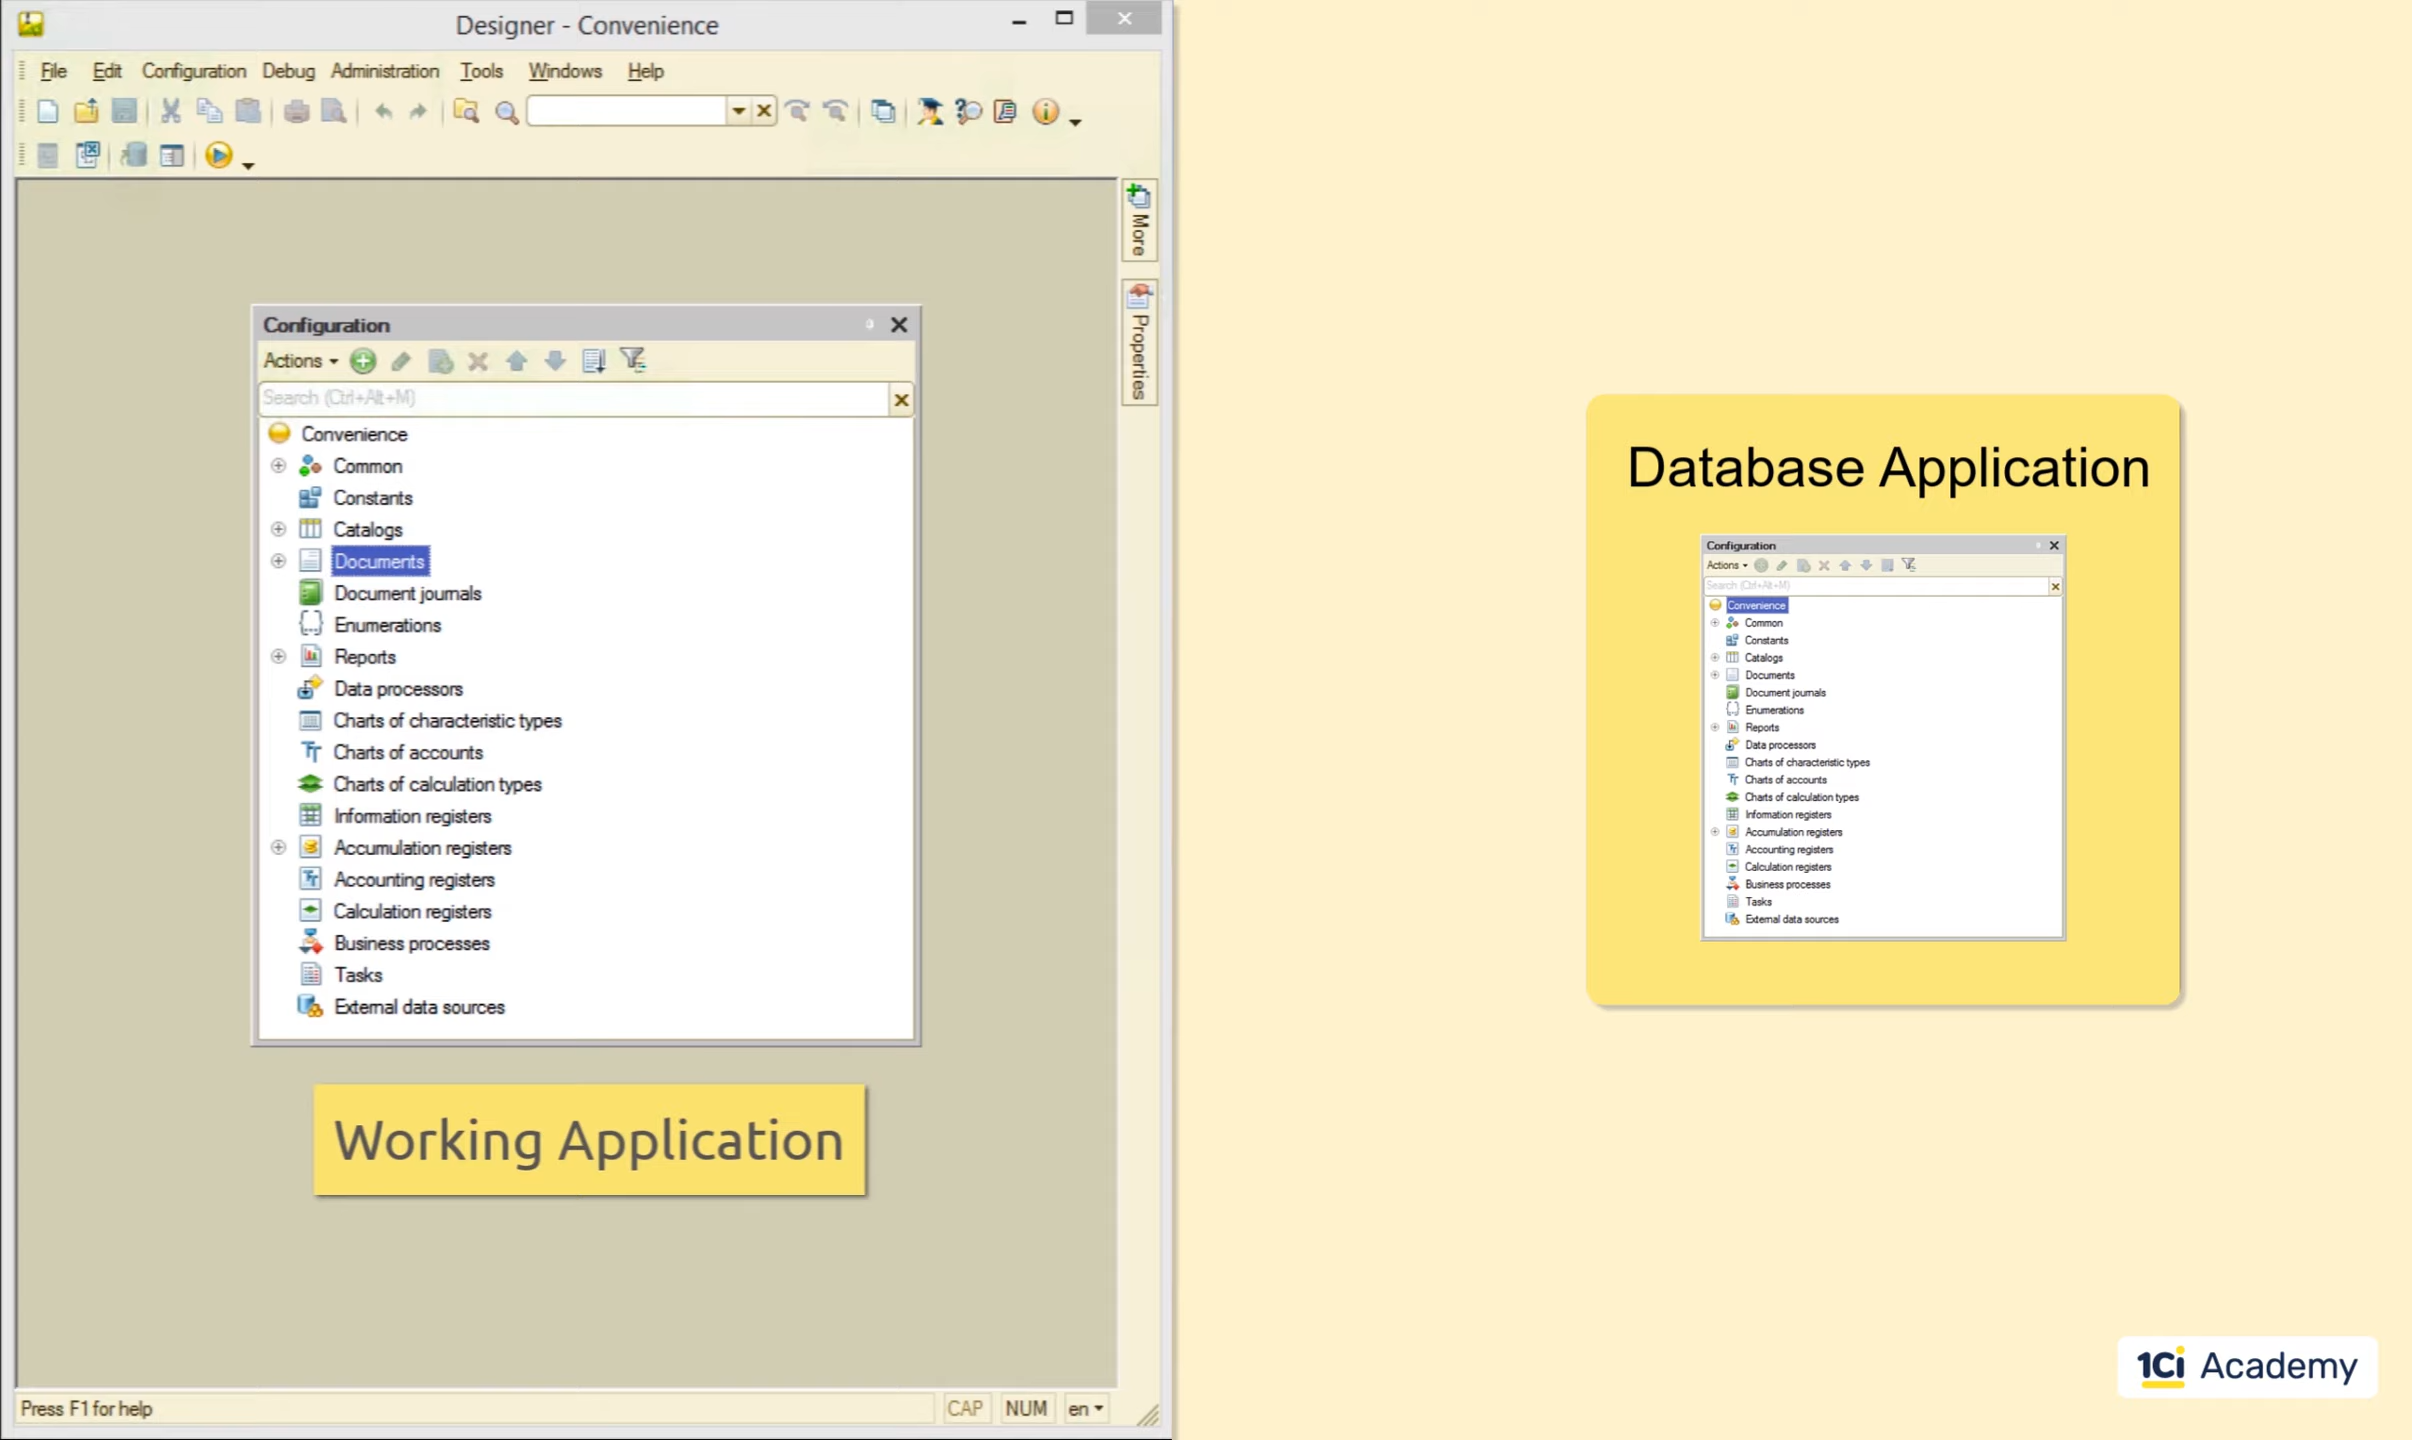 Designer - Convenience
File Edit Configuration Debug Administration Tools Windows Help
More
Properties
Configuration
Actions
Search (Ctrl+Alt+M)
Convenience
Common
Constants
Catalogs
Documents
Document journals
Enumerations
Reports
Data processors
Charts of characteristic types
Charts of accounts
Charts of calculation types
Information registers
Accumulation registers
Accounting registers
Calculation registers
Business processes
Tasks
External data sources
Working Application
Press F1 for help
CAP NUM en
Database Application
Configuration
Actions
Search (Ctrl+Alt+M)
Convenience
Common
Constants
Catalogs
Documents
Document journals
Enumerations
Reports
Data processors
Charts of characteristic types
Charts of accounts
Charts of calculation types
Information registers
Accumulation registers
Accounting registers
Calculation registers
Business processes
Tasks
External data sources
1Ci Academy